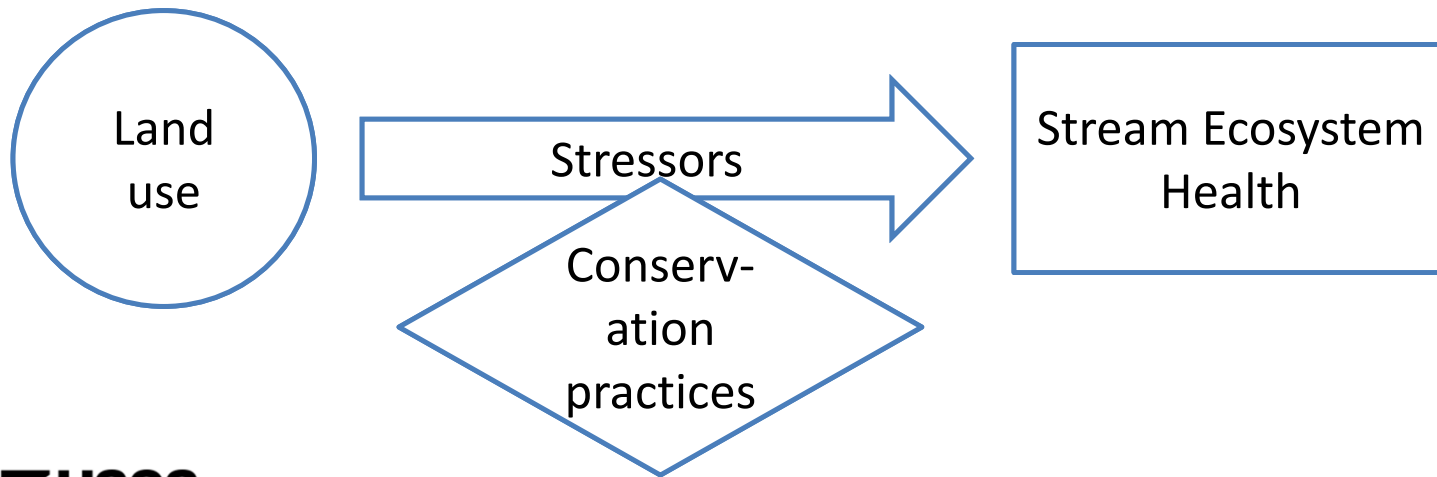 Land
use
Stressors
Conserv-
ation
practices
Stream Ecosystem
Health